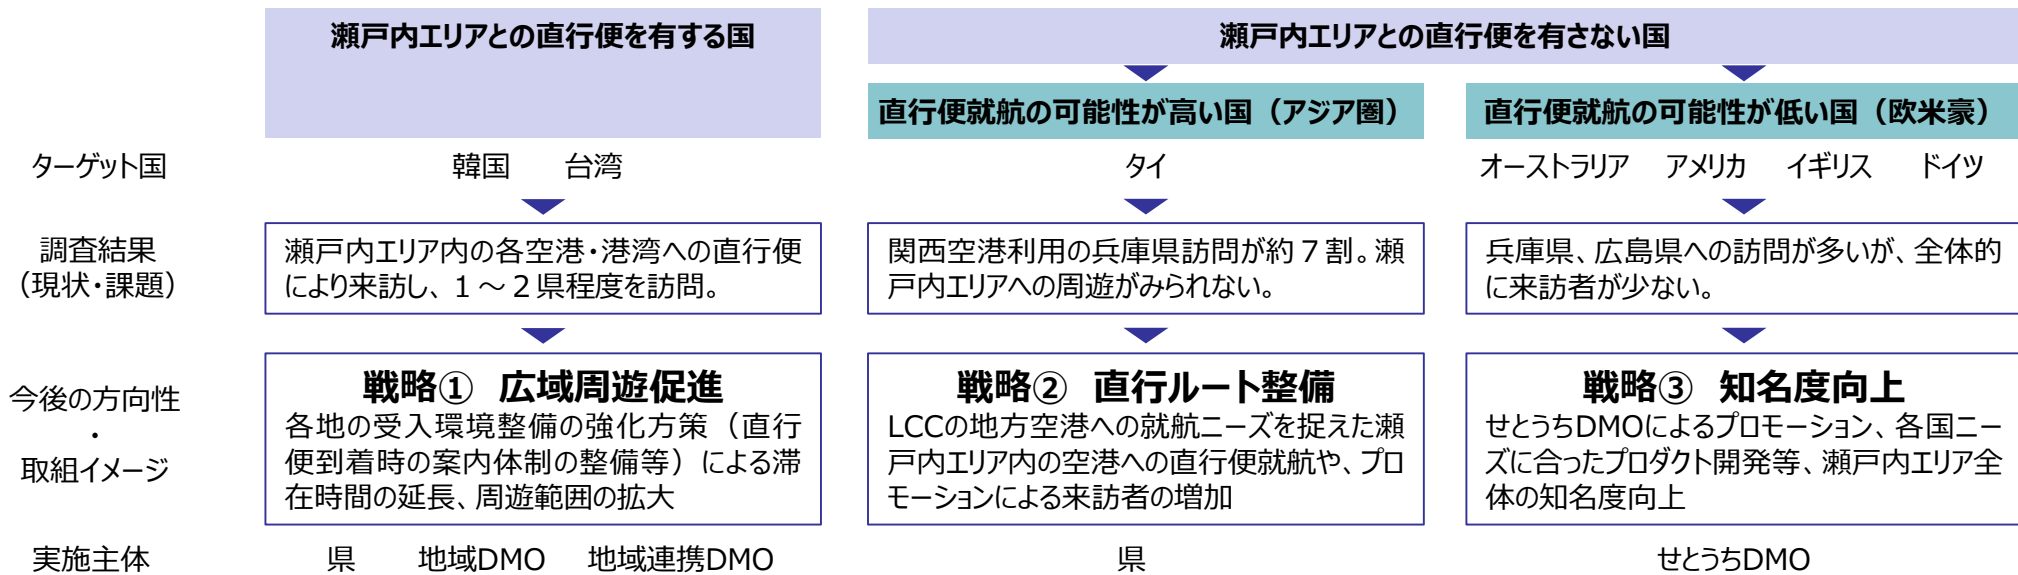 瀬戸内エリアとの直行便を有する国
瀬戸内エリアとの直行便を有さない国
直行便就航の可能性が高い国（アジア圏）
直行便就航の可能性が低い国（欧米豪）
ターゲット国
韓国　台湾
タイ
オーストラリア　アメリカ　イギリス　ドイツ
調査結果
（現状・課題）
瀬戸内エリア内の各空港・港湾への直行便
により来訪し、１～２県程度を訪問。
関西空港利用の兵庫県訪問が約７割。瀬
戸内エリアへの周遊がみられない。
兵庫県、広島県への訪問が多いが、全体的
に来訪者が少ない。
今後の方向性
・
取組イメージ
戦略①　広域周遊促進
各地の受入環境整備の強化方策（直行
便到着時の案内体制の整備等）による滞
在時間の延長、周遊範囲の拡大
戦略②　直行ルート整備
LCCの地方空港への就航ニーズを捉えた瀬
戸内エリア内の空港への直行便就航や、プロ
モーションによる来訪者の増加
戦略③　知名度向上
せとうちDMOによるプロモーション、各国ニー
ズに合ったプロダクト開発等、瀬戸内エリア全
体の知名度向上
実施主体
県　地域DMO　地域連携DMO
県
せとうちDMO